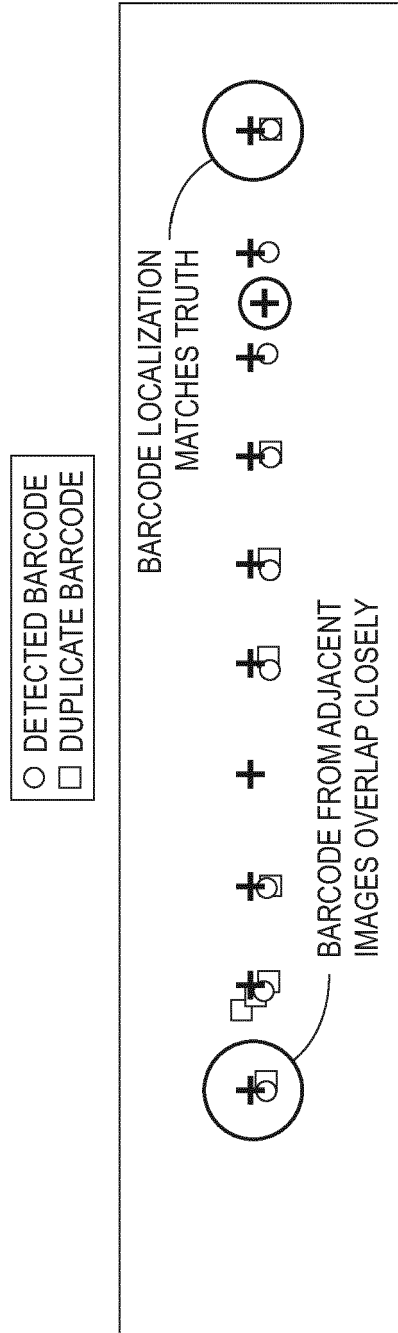 ○ DETECTED BARCODE
□ DUPLICATE BARCODE
BARCODE LOCALIZATION
MATCHES TRUTH
BARCODE FROM ADJACENT
IMAGES OVERLAP CLOSELY